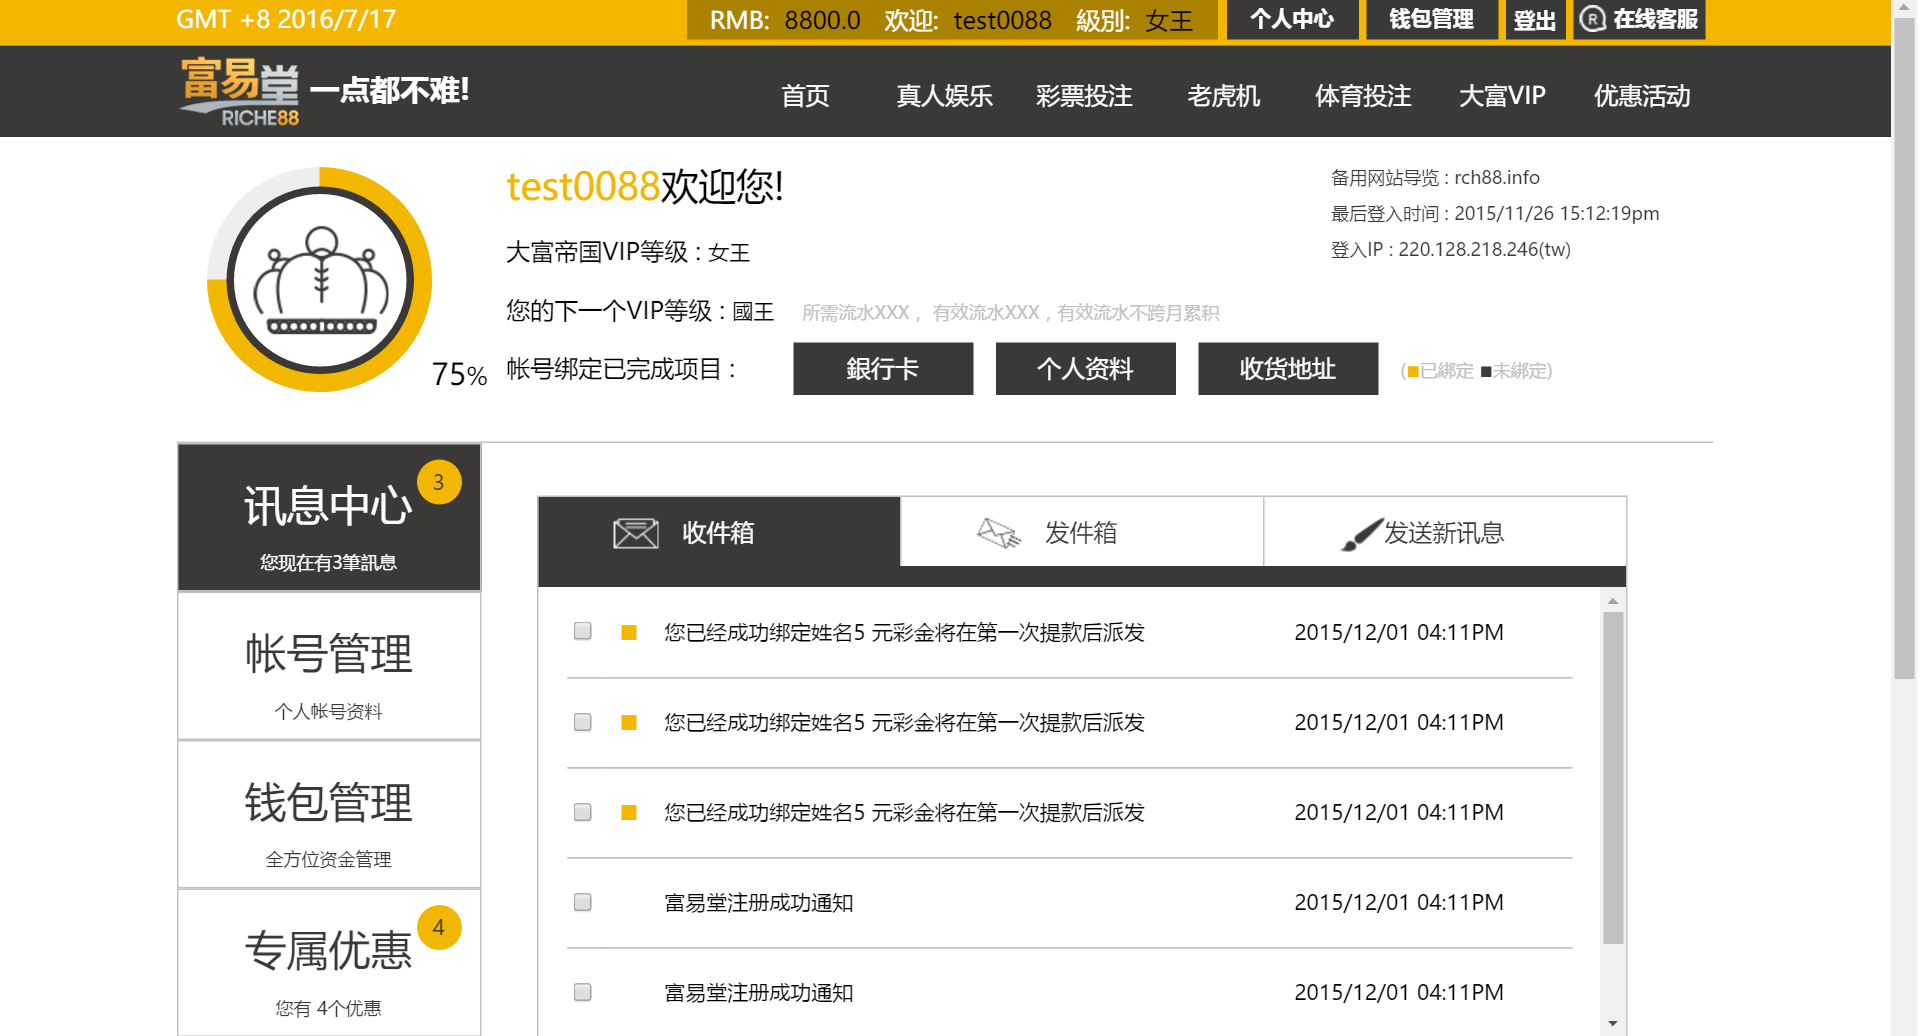 GMT +8 2016/7/17
RMB: 8800.0 欢迎: test0088 級別: 女王
个人中心
钱包管理
登出
R 在线客服
富易堂 RICHE88
一点都不难!
首页 真人娱乐 彩票投注 老虎机 体育投注 大富VIP 优惠活动
test0088欢迎您!
大富帝国VIP等级 : 女王
您的下一个VIP等级 : 國王 所需流水XXX， 有效流水XXX，有效流水不跨月累积
75%
帐号绑定已完成项目 : 銀行卡 个人资料 收货地址 (■已綁定 ■未綁定)
备用网站导览 : rch88.info
最后登入时间 : 2015/11/26 15:12:19pm
登入IP : 220.128.218.246(tw)
讯息中心 3
您现在有3筆訊息
帐号管理
个人帐号资料
钱包管理
全方位资金管理
专属优惠 4
您有 4个优惠
收件箱 发件箱 发送新讯息
您已经成功绑定姓名5 元彩金将在第一次提款后派发 2015/12/01 04:11PM
您已经成功绑定姓名5 元彩金将在第一次提款后派发 2015/12/01 04:11PM
您已经成功绑定姓名5 元彩金将在第一次提款后派发 2015/12/01 04:11PM
富易堂注册成功通知 2015/12/01 04:11PM
富易堂注册成功通知 2015/12/01 04:11PM